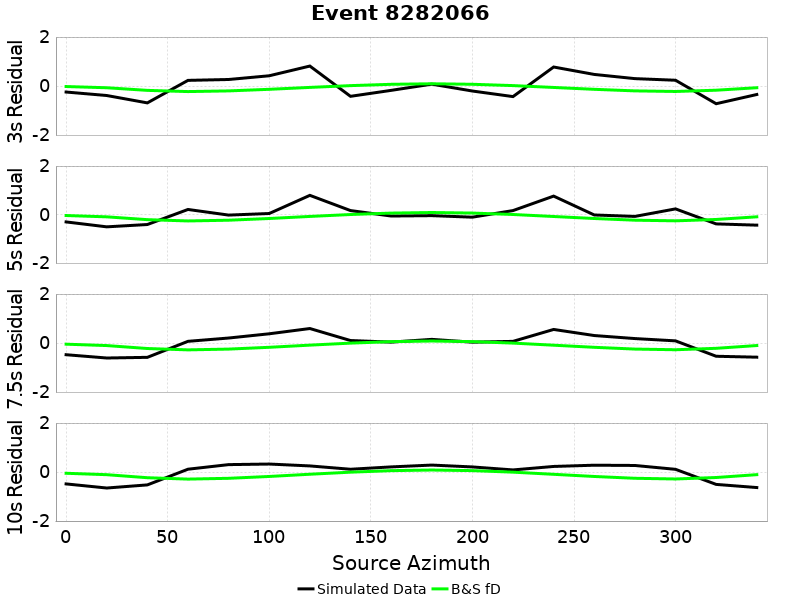 Event 8282066
3s Residual
2
0
-2
5s Residual
2
0
-2
7.5s Residual
2
0
-2
10s Residual
2
0
-2
0 50 100 150 200 250 300
Source Azimuth
Simulated Data B&S fD